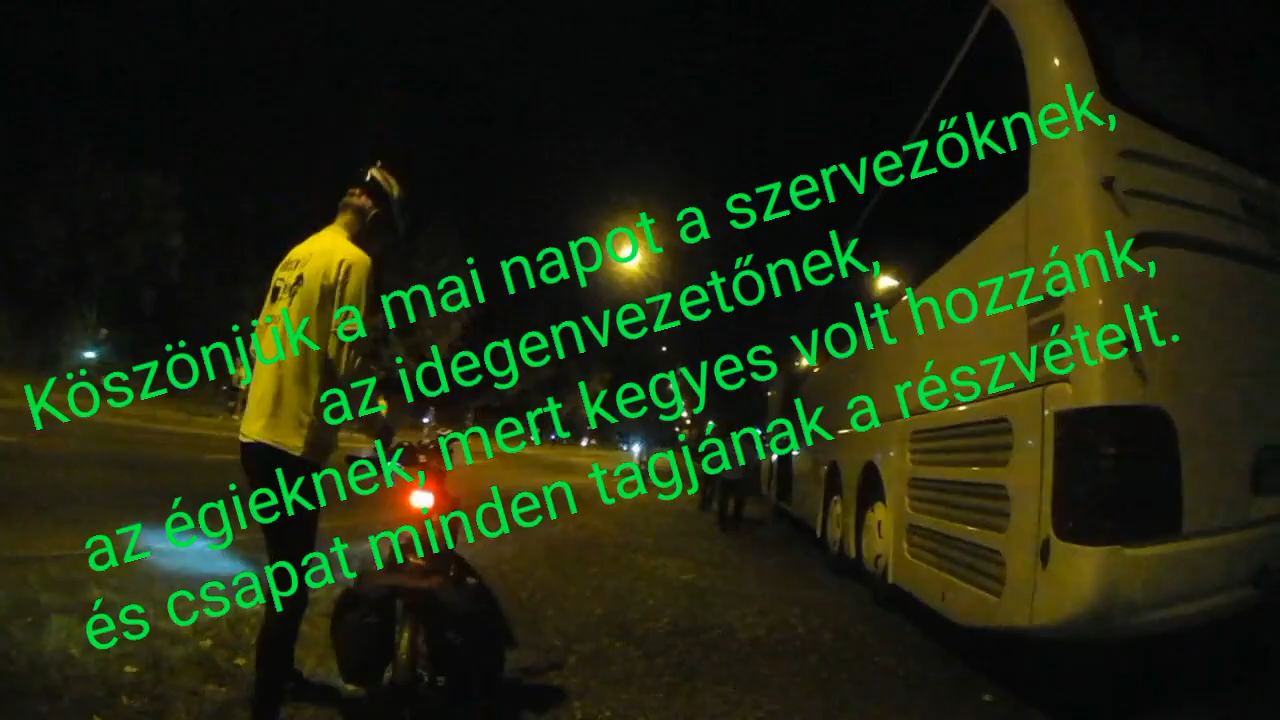 Köszönjük a mai napot a szervezőknek,
az idegenvezetőnek,
az égieknek, mert kegyes volt hozzánk,
és csapat minden tagjának a részvételt.